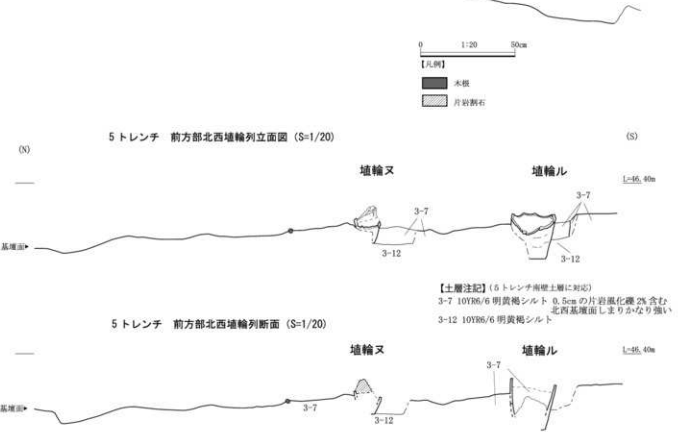 0 1:20 50cm
【凡例】
木根
片岩割石
5トレンチ 前方部北西埴輪列立面図 (S=1/20)
(N)
(S)
埴輪ヌ
埴輪ル
L=46.40m
3-7
3-7
基壇面
3-12
3-12
【土層注記】(5トレンチ南壁土層に対応)
3-7 10YR6/6 明黄褐シルト 0.5cmの片岩風化礫2%含む
北西基壇面しまりかなり強い
3-12 10YR6/6 明黄褐シルト
5トレンチ 前方部北西埴輪列断面 (S=1/20)
埴輪ヌ
埴輪ル
L=46.40m
3-7
基壇面
3-7
3-12